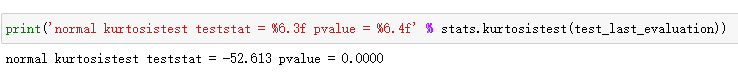 print('normal kurtosistest teststat = %6.3f pvalue = %6.4f' % stats.kurtosistest(test_last_evaluation))
normal kurtosistest teststat = -52.613 pvalue = 0.0000